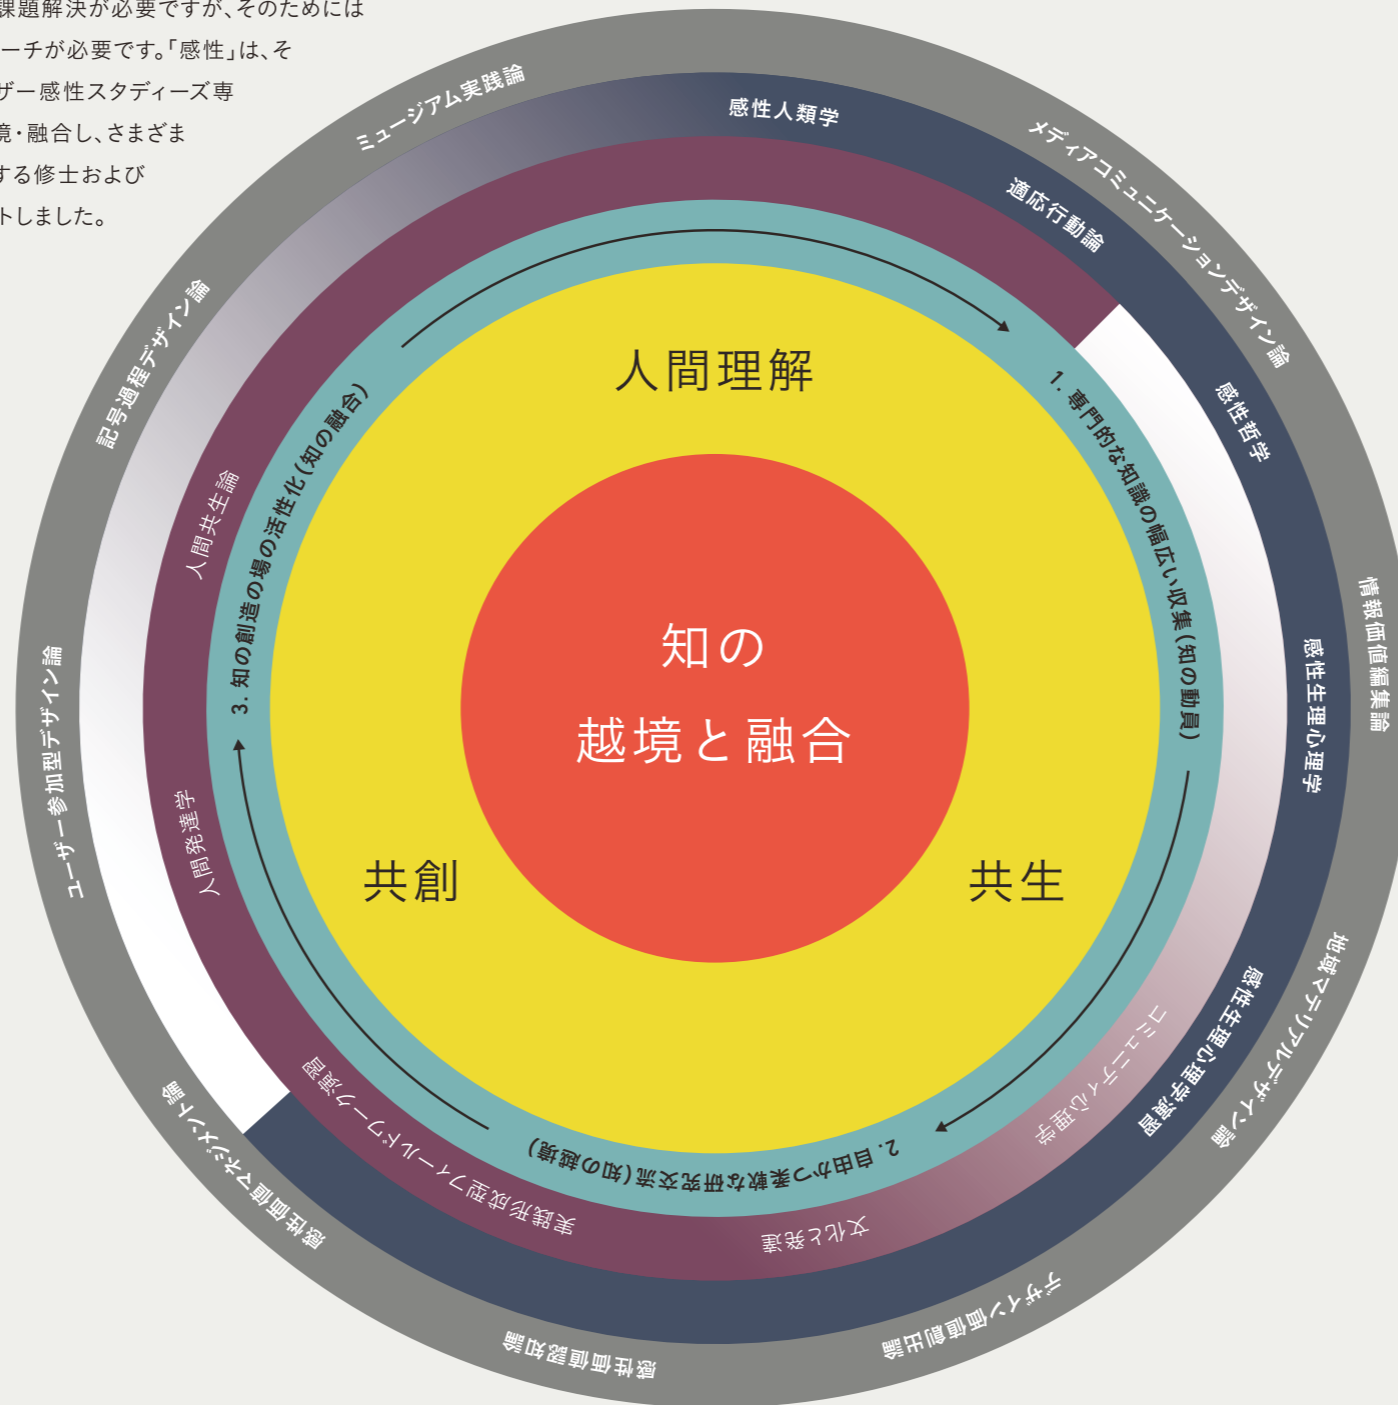 課題解決が必要ですが、そのためには
ーチが必要です。「感性」は、そ
ザー感性スタディーズ専
境・融合し、さまざま
する修士および
トしました。
ミュージアム実践論
メディアコミュニケーションデザイン論
情報価値編集論
地域マテリアルデザイン論
デザイン価値創出論
感性価値認知論
感性価値マネジメント論
ユーザー参加型デザイン論
記号過程デザイン論
感性人類学
適応行動論
感性哲学
感性生理心理学
感性生理心理学演習
コミュニティ心理学
文化と発達
実践形成型フィールドワーク演習
人間発達学
人間共生論
1. 専門的な知識の幅広い収集(知の動員)
2. 自由かつ柔軟な研究交流(知の越境)
3. 知の創造の場の活性化(知の融合)
人間理解
共生
共創
知の
越境と融合